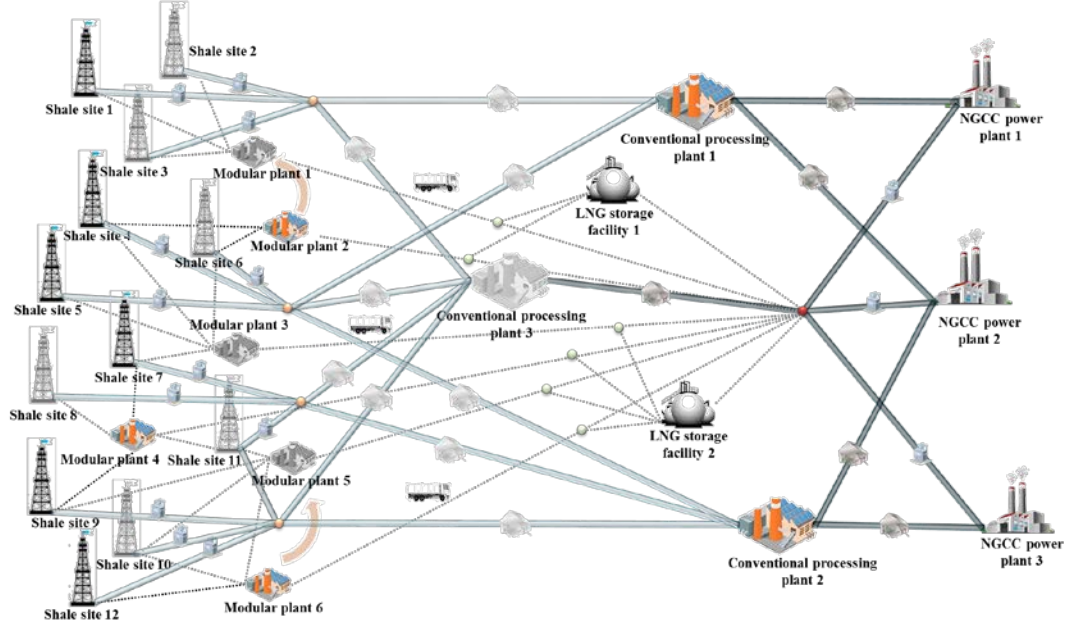 Shale site 2
Shale site 1
NGCC power
plant 1
Conventional processing
plant 1
Shale site 3
Modular plant 1
LNG storage
facility 1
Shale site 4
Modular plant 2
Shale site 6
Shale site 5
Modular plant 3
Conventional processing
plant 3
NGCC power
plant 2
Shale site 7
Shale site 8
LNG storage
facility 2
Modular plant 4
Shale site 11
Modular plant 5
Shale site 9
NGCC power
plant 3
Shale site 10
Conventional processing
plant 2
Modular plant 6
Shale site 12